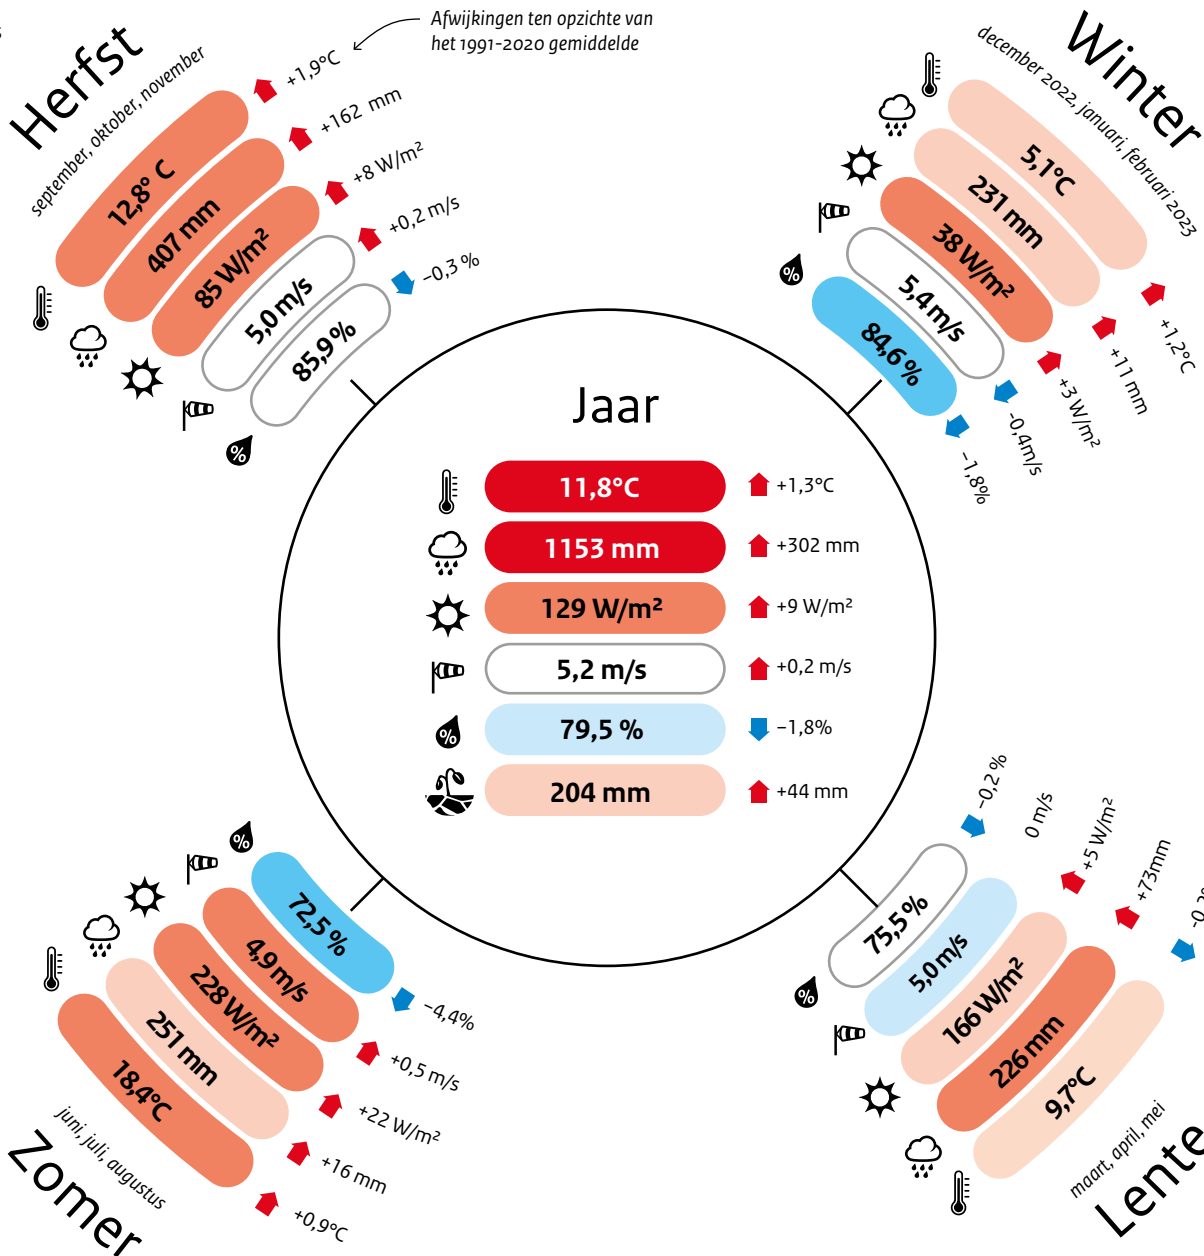 Afwijkingen ten opzichte van
het 1991-2020 gemiddelde
Herfst
september, oktober, november
12,8° C
+1,9°C
407 mm
+162 mm
85 W/m²
+8 W/m²
5,0 m/s
+0,2 m/s
85,9 %
−0,3 %
%
Winter
december 2022, januari, februari 2023
5,1°C
+1,2°C
231 mm
+11 mm
38 W/m²
+3 W/m²
5,4 m/s
−0,4m/s
84,6 %
−1,8%
%
Jaar
11,8°C
+1,3°C
1153 mm
+302 mm
129 W/m²
+9 W/m²
5,2 m/s
+0,2 m/s
%
79,5 %
−1,8%
204 mm
+44 mm
Zomer
juni, juli, augustus
%
72,5 %
−4,4%
4,9 m/s
+0,5 m/s
228 W/m²
+22 W/m²
251 mm
+16 mm
18,4°C
+0,9°C
Lente
maart, april, mei
%
75,5 %
−0,2 %
5,0 m/s
0 m/s
166 W/m²
+5 W/m²
226 mm
+73mm
9,7°C